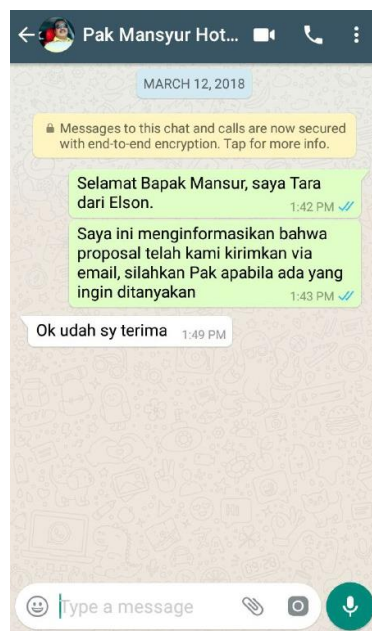 Pak Mansyur Hot...
MARCH 12, 2018
Messages to this chat and calls are now secured
with end-to-end encryption. Tap for more info.
Selamat Bapak Mansur, saya Tara
dari Elson.
1:42 PM
Saya ini menginformasikan bahwa
proposal telah kami kirimkan via
email, silahkan Pak apabila ada yang
ingin ditanyakan
1:43 PM
Ok udah sy terima 1:49 PM
Type a message